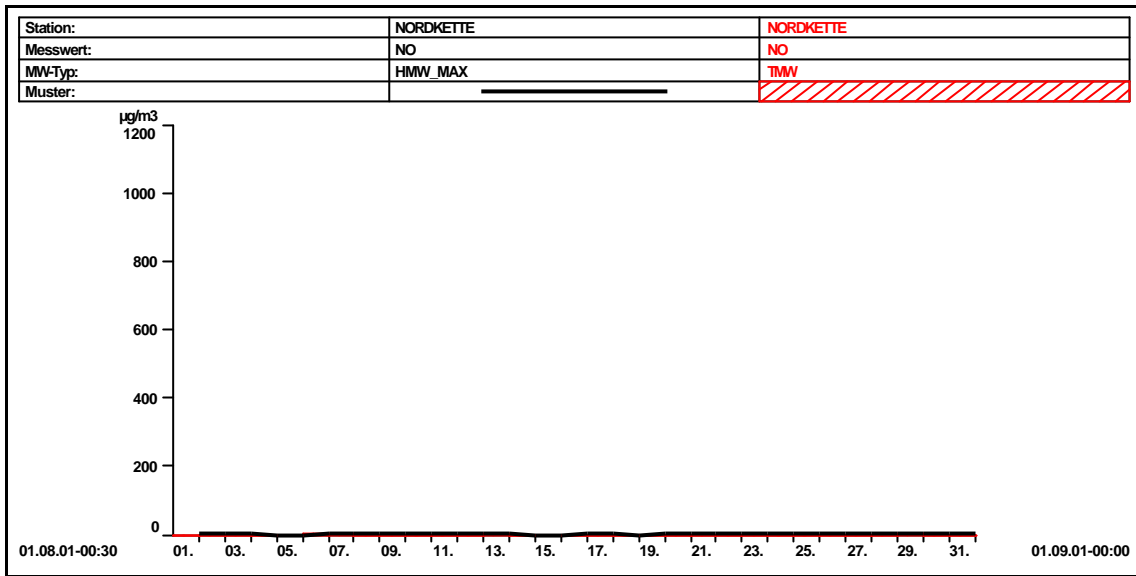 Station: NORDKETTE NORDKETTE
Messwert: NO NO
MW-Typ: HMW_MAX TMW
Muster:
µg/m3
1200
1000
800
600
400
200
0
01.08.01-00:30 01. 03. 05. 07. 09. 11. 13. 15. 17. 19. 21. 23. 25. 27. 29. 31. 01.09.01-00:00